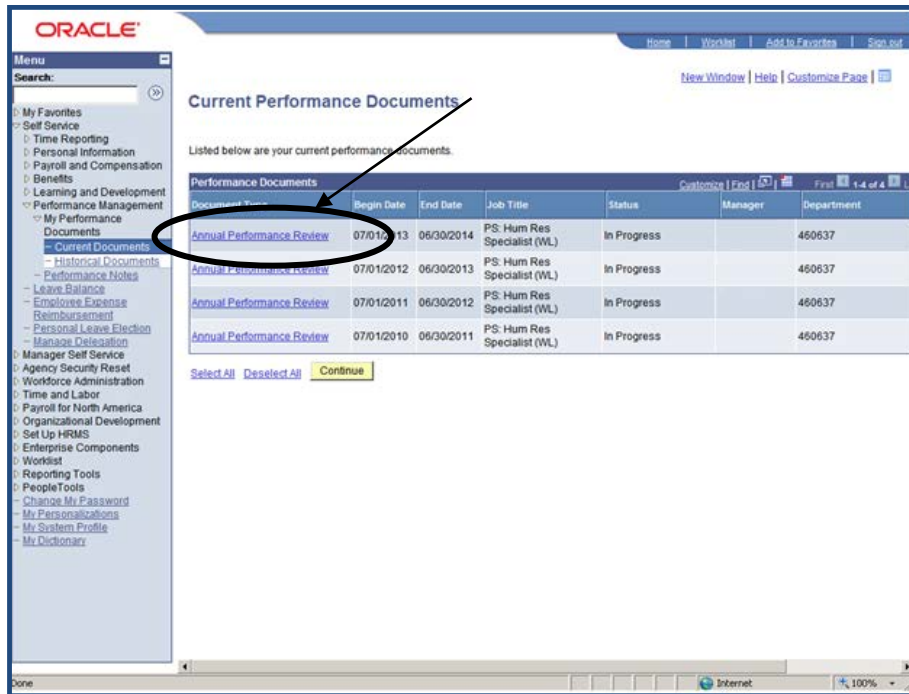 ORACLE'
Home | Worklist | Add to Favorites | Sign out
Menu
Search:
New Window | Help | Customize Page |
My Favorites
Self Service
Time Reporting
Personal Information
Payroll and Compensation
Benefits
Learning and Development
Performance Management
My Performance
Documents
Current Documents
Historical Documents
Performance Notes
Leave Balance
Employee Expense
Reimbursement
Personal Leave Election
Manage Delegation
Manager Self Service
Agency Security Reset
Workforce Administration
Time and Labor
Payroll for North America
Organizational Development
Set Up HRMS
Enterprise Components
Worklist
Reporting Tools
PeopleTools
Change My Password
My Personalizations
My System Profile
My Dictionary
Current Performance Documents
Listed below are your current performance documents.
Performance Documents Customize | Find | First 1-4 of 4 L
Document Type Begin Date End Date Job Title Status Manager Department
Annual Performance Review 07/01/2013 06/30/2014 PS: Hum Res Specialist (WL) In Progress 460637
Annual Performance Review 07/01/2012 06/30/2013 PS: Hum Res Specialist (WL) In Progress 460637
Annual Performance Review 07/01/2011 06/30/2012 PS: Hum Res Specialist (WL) In Progress 460637
Annual Performance Review 07/01/2010 06/30/2011 PS: Hum Res Specialist (WL) In Progress 460637
Select All Deselect All Continue
Done Internet 100%